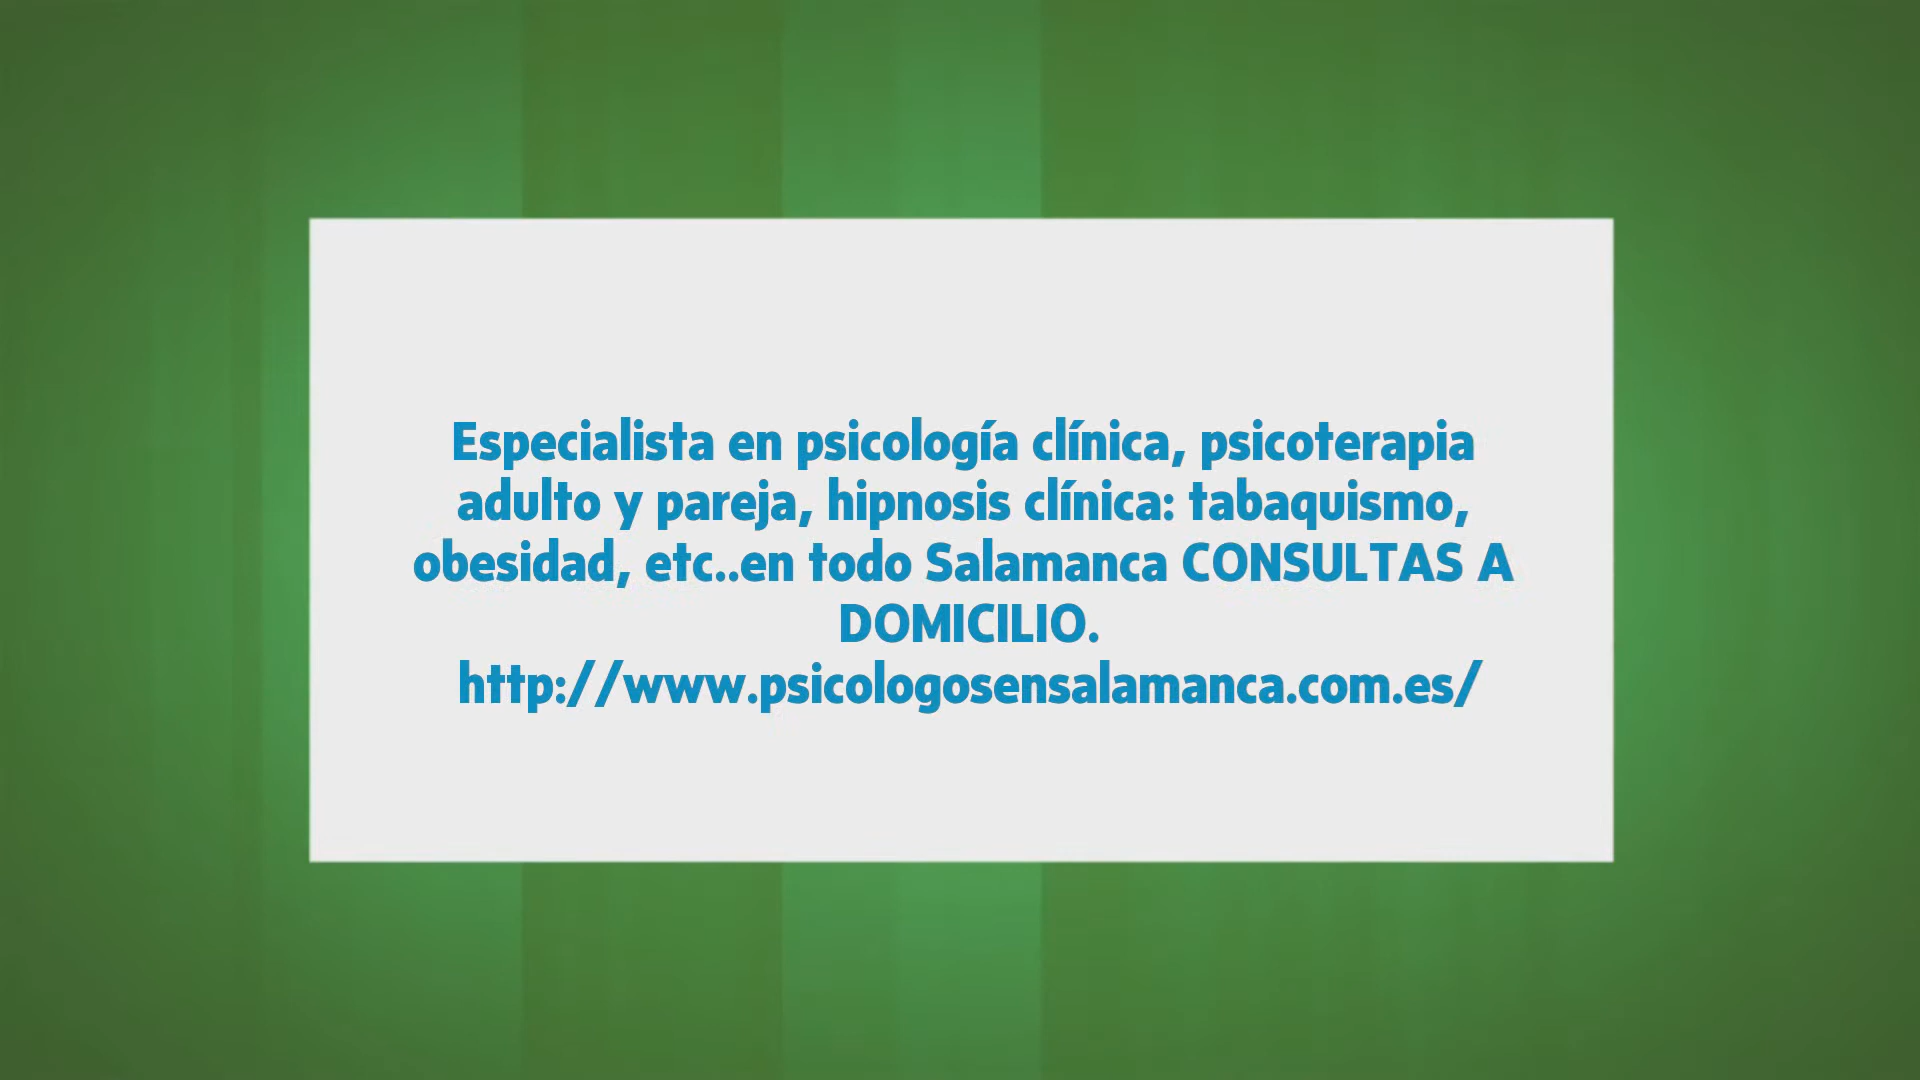 Especialista en psicología clínica, psicoterapia
adulto y pareja, hipnosis clínica: tabaquismo,
obesidad, etc..en todo Salamanca CONSULTAS A
DOMICILIO.
http://www.psicologosensalamanca.com.es/